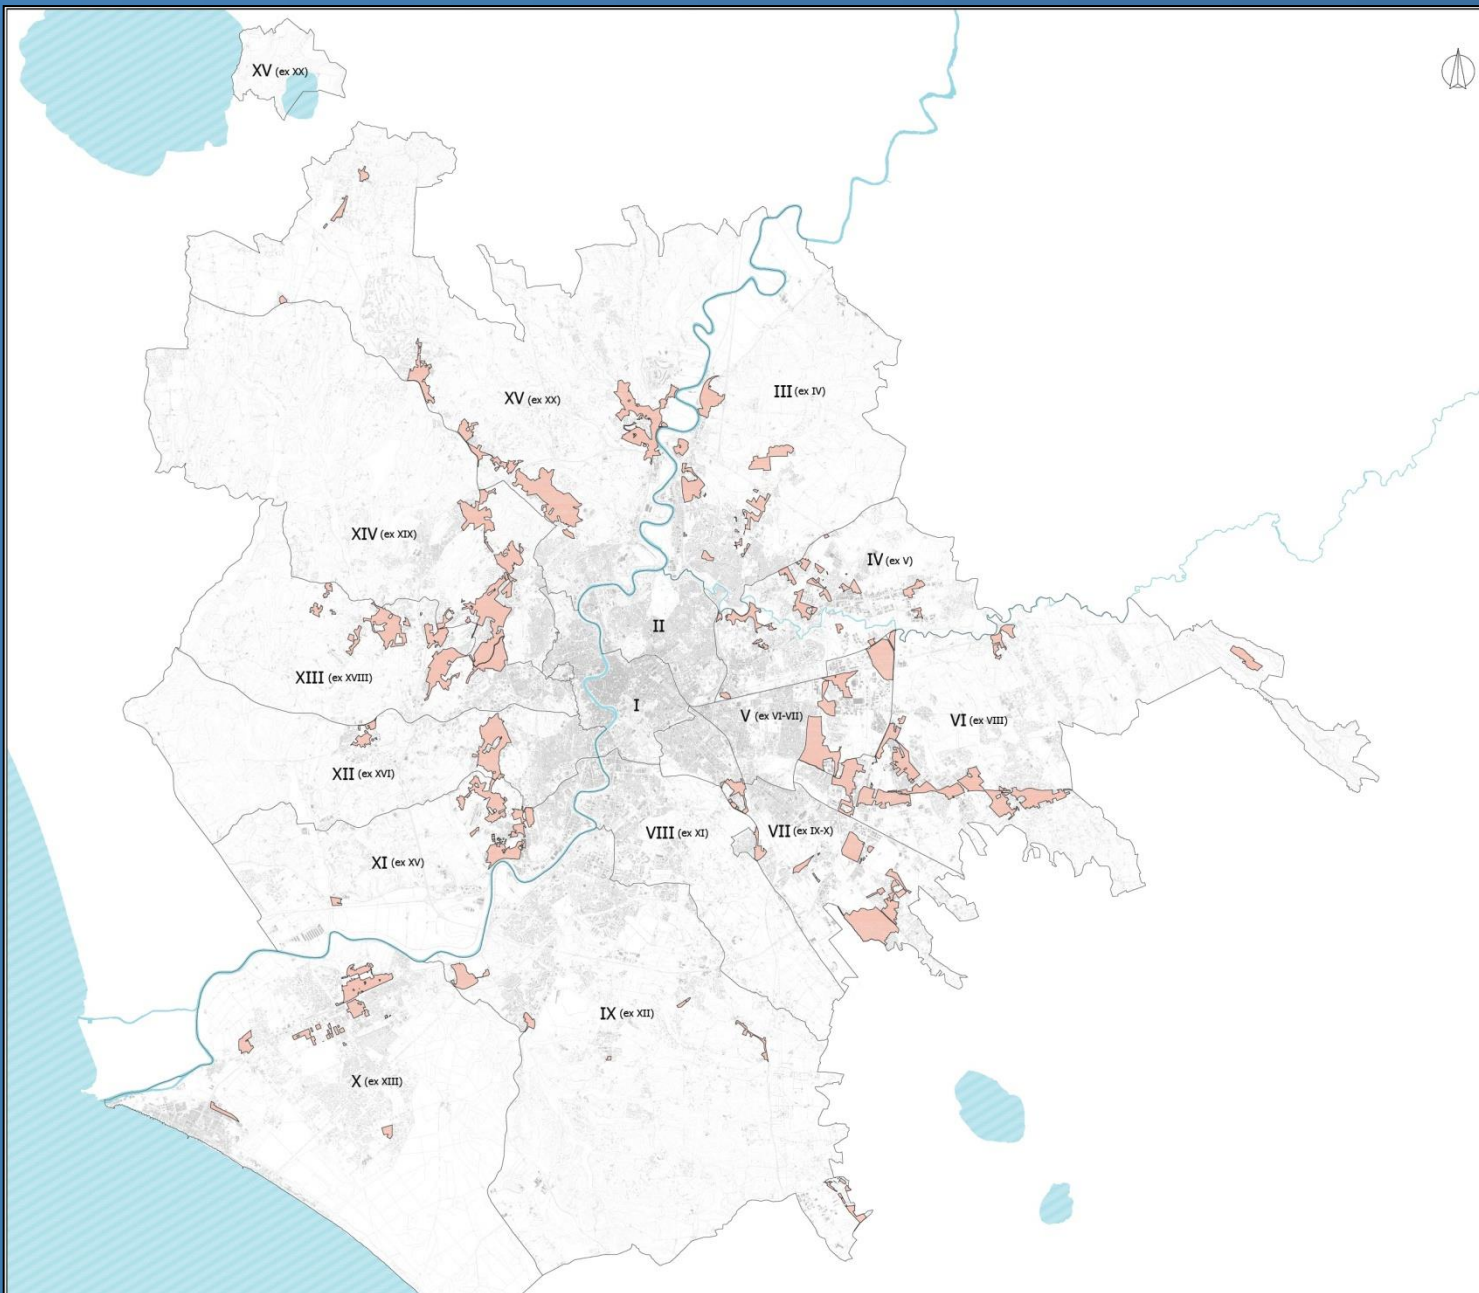 XV (ex XX)
III (ex IV)
XV (ex XX)
XIV (ex XIX)
IV (ex V)
II
XIII (ex XVIII)
I
V (ex VI-VII)
VI (ex VIII)
XII (ex XVI)
VIII (ex XI)
VII (ex IX-X)
XI (ex XV)
IX (ex XII)
X (ex XIII)